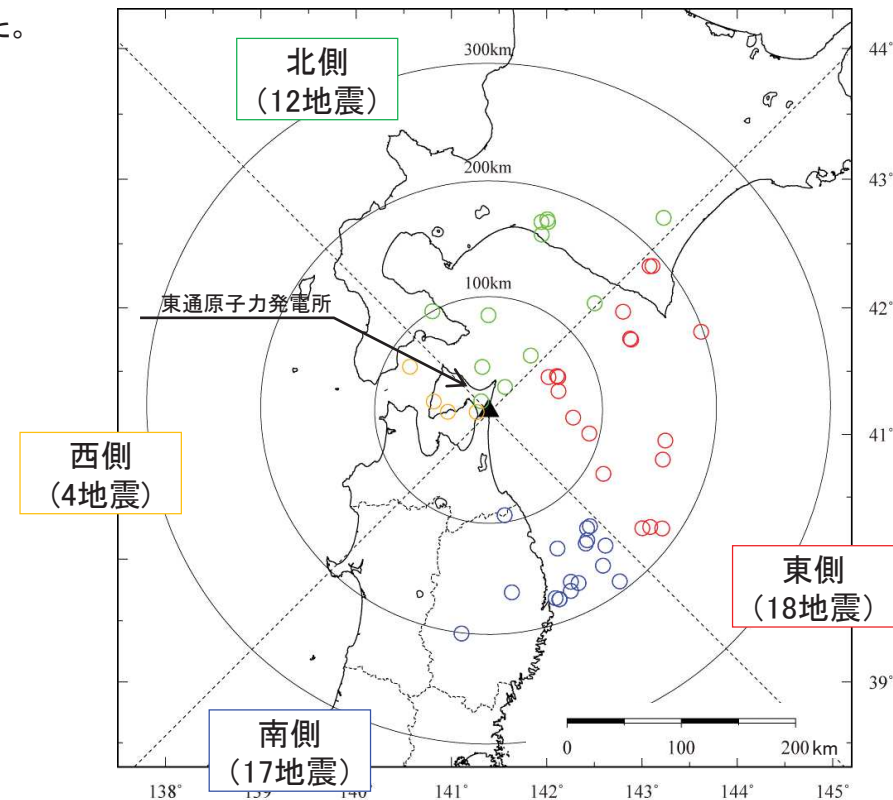 た。
北側
（12地震）
300km
44°
200km
43°
100km
42°
東通原子力発電所
41°
西側
（4地震）
東側
（18地震）
39°
南側
（17地震）
0
100
200km
138°
139°
140°
141°
142°
143°
144°
145°